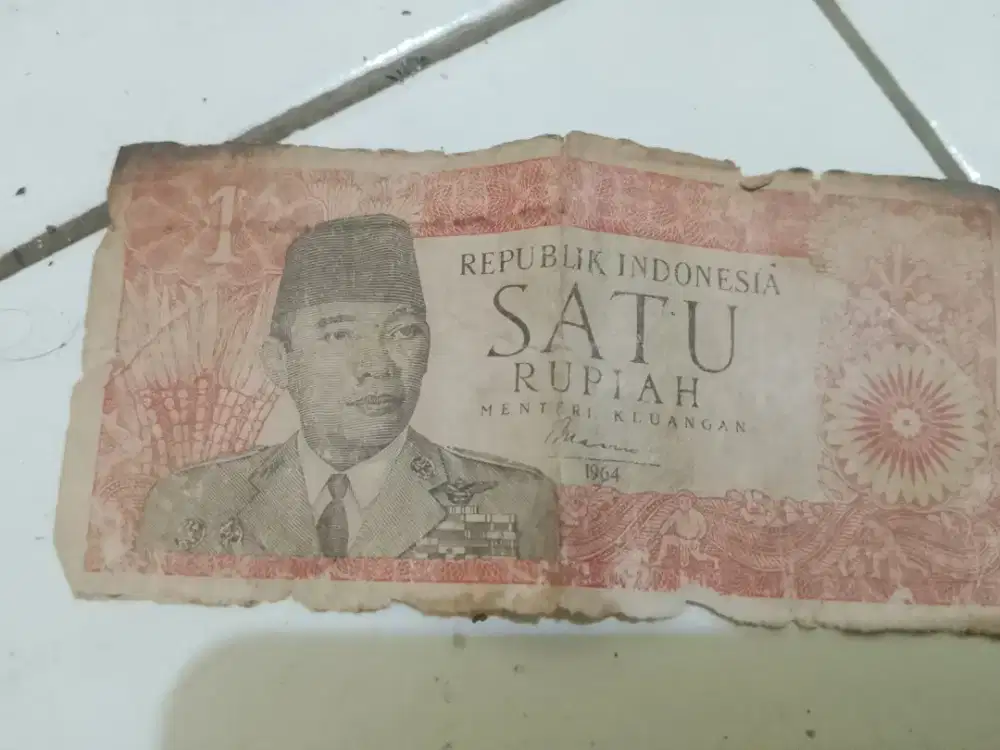 1
REPUBLIK INDONESIA
SATU
RUPIAH
MENTERI KEUANGAN
1964